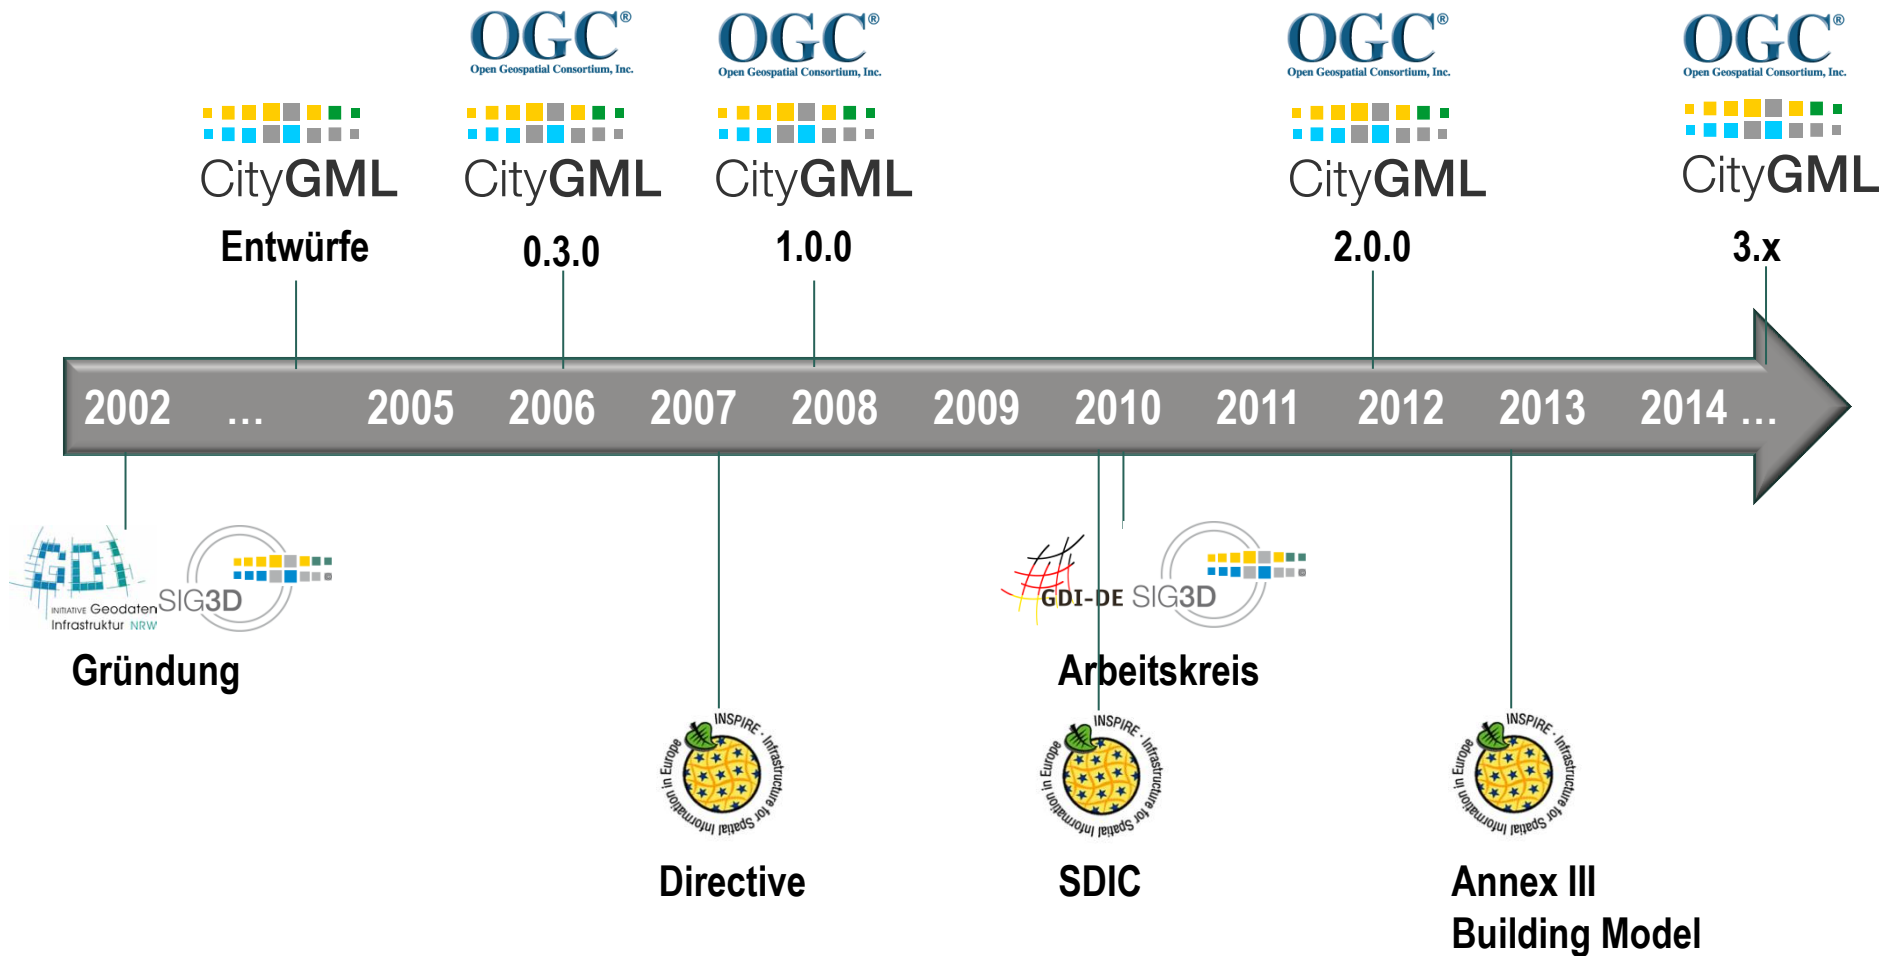 OGC®
Open Geospatial Consortium, Inc.
OGC®
Open Geospatial Consortium, Inc.
OGC®
Open Geospatial Consortium, Inc.
OGC®
Open Geospatial Consortium, Inc.
CityGML
CityGML
CityGML
CityGML
CityGML
Entwürfe
0.3.0
1.0.0
2.0.0
3.x
2002 ... 2005 2006 2007 2008 2009 2010 2011 2012 2013 2014 ...
GDI
INITIATIVE Geodaten
Infrastruktur NRW
SIG3D
Gründung
GDI-DE
SIG3D
Arbeitskreis
INSPIRE · Infrastructure for Spatial Information in Europe
Directive
INSPIRE · Infrastructure for Spatial Information in Europe
SDIC
INSPIRE · Infrastructure for Spatial Information in Europe
Annex III
Building Model